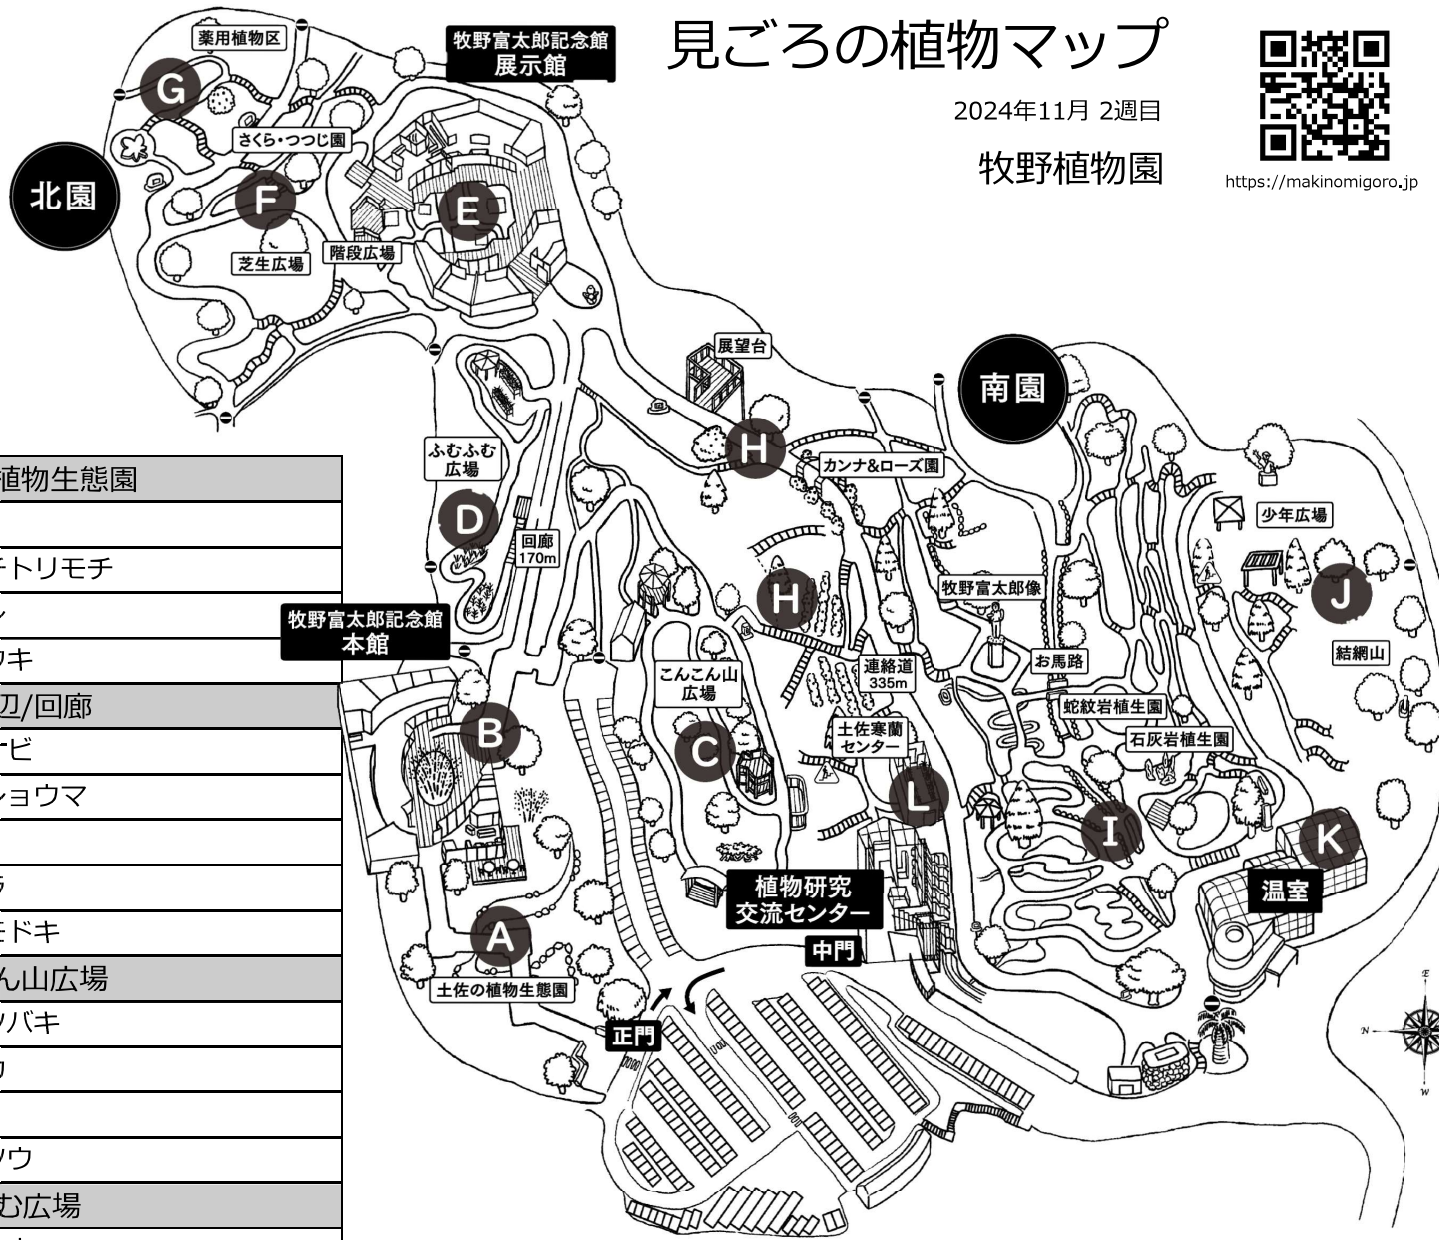 見ごろの植物マップ
2024年11月 2週目
牧野植物園
https://makinomigoro.jp
薬用植物区
牧野富太郎記念館
展示館
G
さくら・つつじ園
北園
F
E
芝生広場
階段広場
展望台
南園
H
カンナ&ローズ園
ふむふむ
広場
D
回廊
170m
少年広場
H
牧野富太郎像
J
牧野富太郎記念館
本館
こんこん山
広場
連絡道
335m
お馬路
結網山
蛇紋岩植生園
B
C
土佐寒蘭
センター
石灰岩植生園
L
I
K
植物研究
交流センター
温室
A
中門
土佐の植物生態園
正門
E
N
W
植物生態園
トリモチ
キ
辺/回廊
ービ
ショウマ
ラ
モドキ
ん山広場
ツバキ
ソウ
む広場